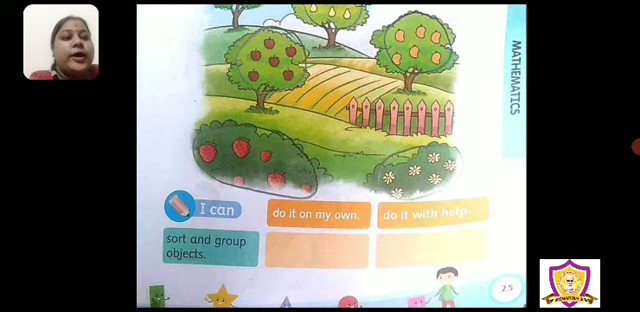 MATHEMATICS
I can
do it on my own.
do it with help.
sort and group
objects.
25